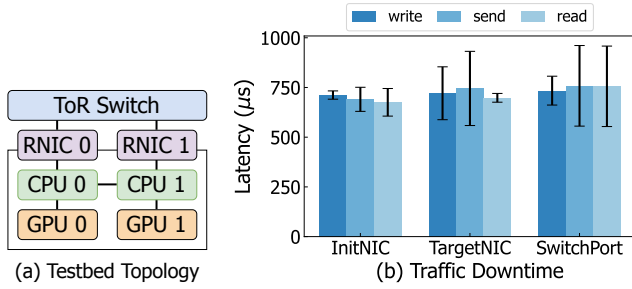 ToR Switch
RNIC 0
RNIC 1
CPU 0
CPU 1
GPU 0
GPU 1
(a) Testbed Topology
write
send
read
Latency (μs)
1000
750
500
250
0
InitNIC
TargetNIC
SwitchPort
(b) Traffic Downtime